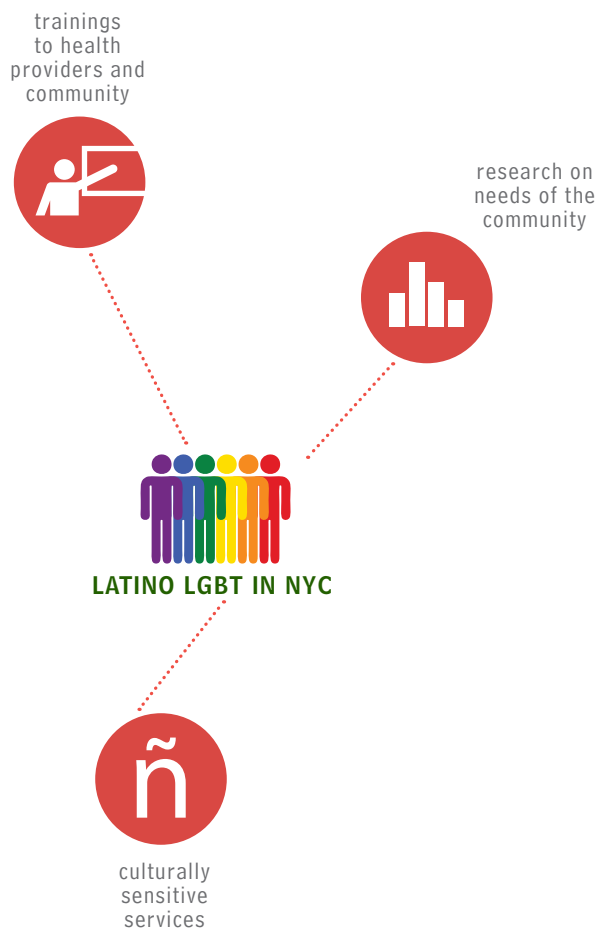 trainings
to health
providers and
community
research on
needs of the
community
LATINO LGBT IN NYC
ñ
culturally
sensitive
services